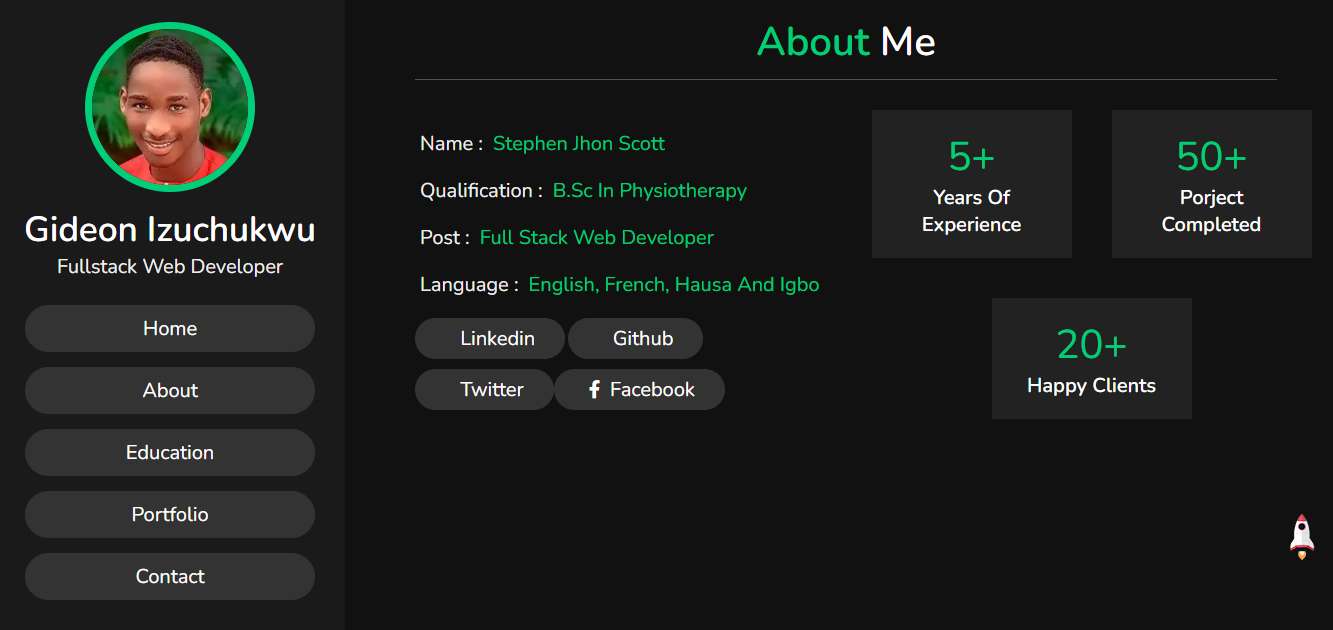 Gideon Izuchukwu
Fullstack Web Developer
Home
About
Education
Portfolio
Contact
About Me
Name : Stephen Jhon Scott
Qualification : B.Sc In Physiotherapy
Post : Full Stack Web Developer
Language : English, French, Hausa And Igbo
Linkedin
Github
Twitter
Facebook
5+
Years Of
Experience
50+
Porject
Completed
20+
Happy Clients